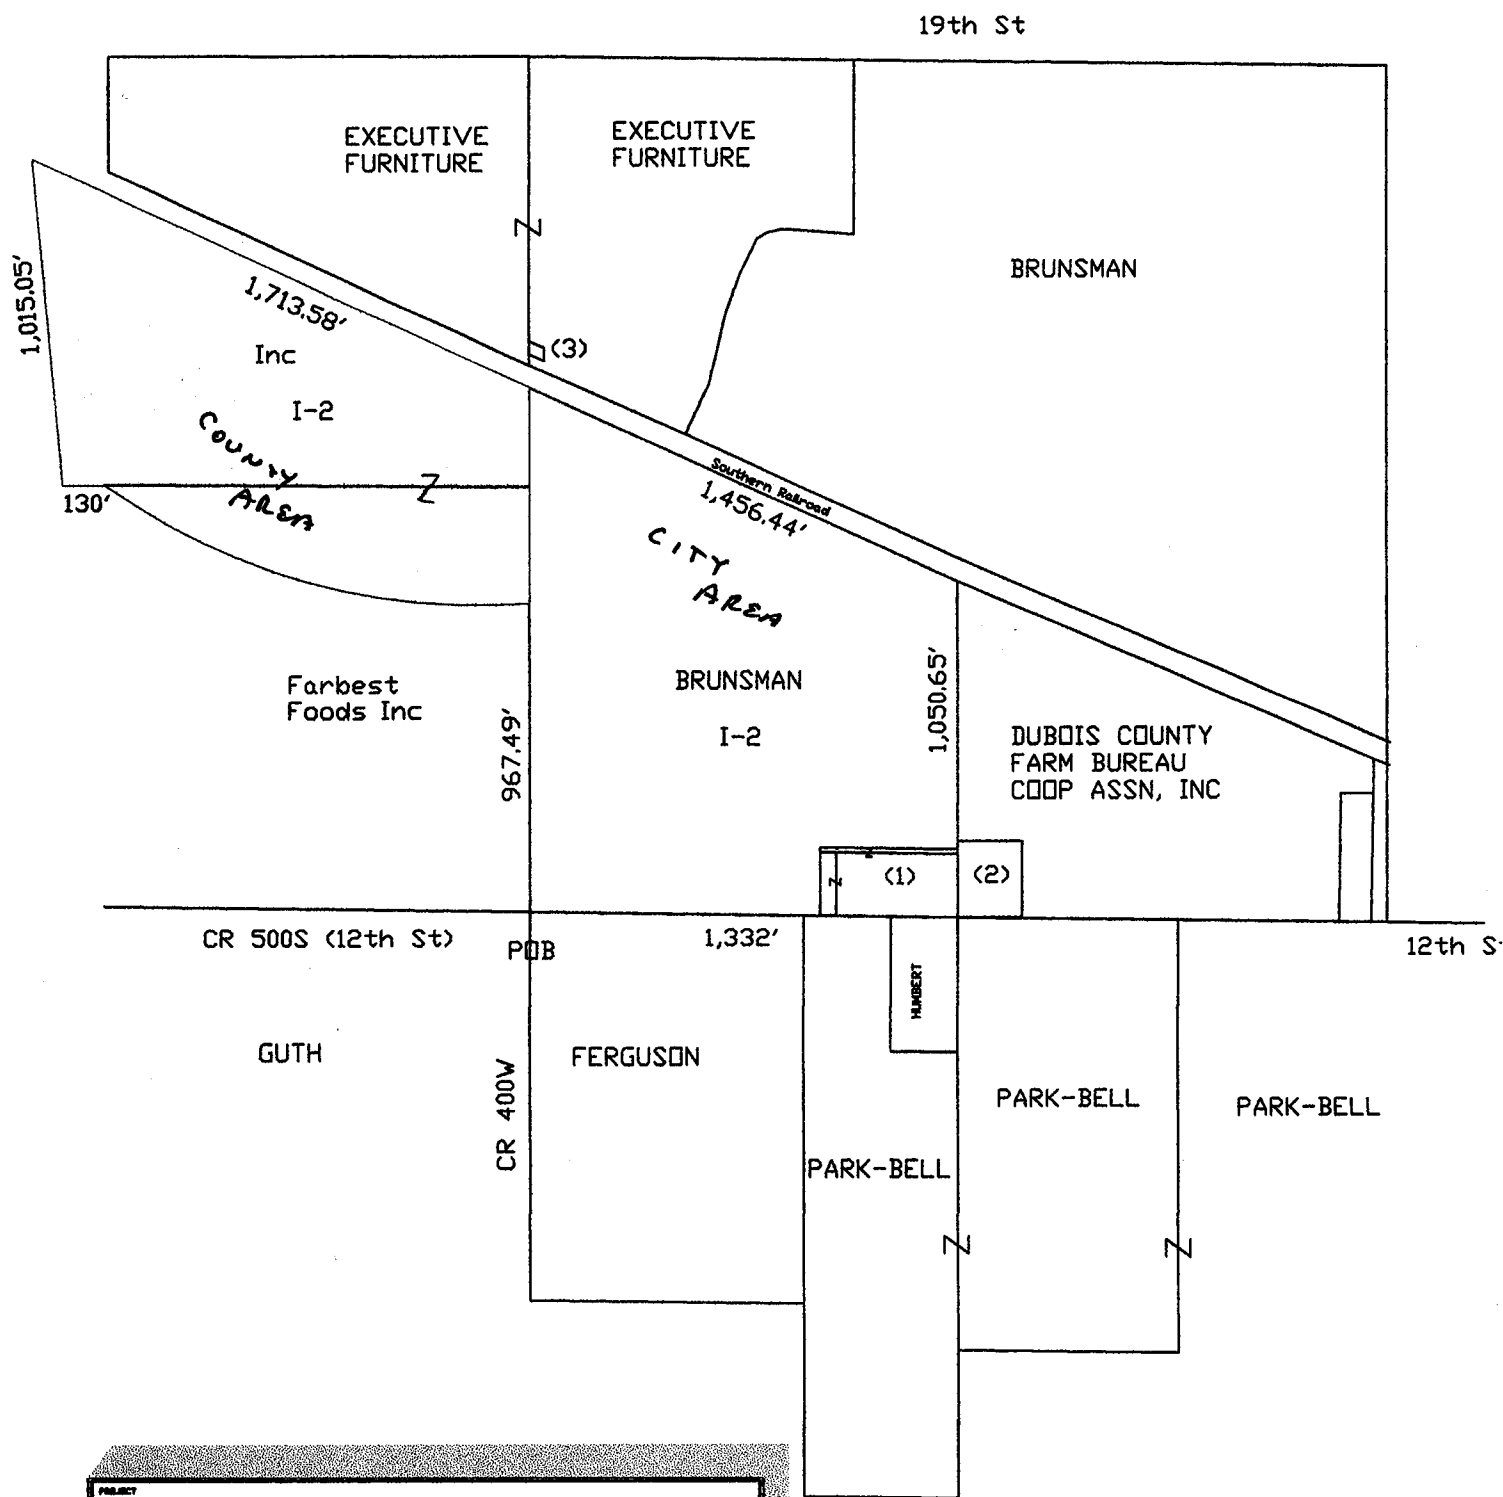 19th St
EXECUTIVE
FURNITURE
EXECUTIVE
FURNITURE
BRUNSMAN
1,015.05'
1,713.58'
(3)
Inc
I-2
COUNTY
AREA
130'
Southern Railroad
1,456.44'
CITY
AREA
Farbest
Foods Inc
967.49'
BRUNSMAN
I-2
1,050.65'
DUBOIS COUNTY
FARM BUREAU
COOP ASSN, INC
(1)
(2)
CR 500S (12th St)
POB
1,332'
12th S
HUMBERT
GUTH
CR 400W
FERGUSON
PARK-BELL
PARK-BELL
PARK-BELL
PROJECT